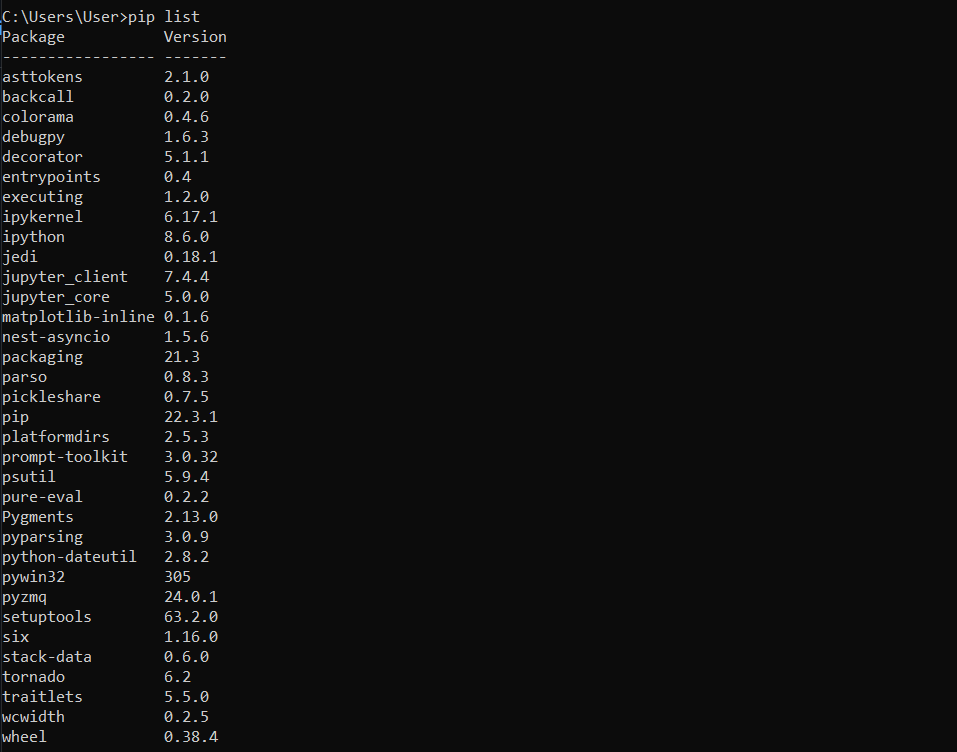 C:\Users\User>pip list
Package           Version
----------------- -------
asttokens         2.1.0
backcall          0.2.0
colorama          0.4.6
debugpy           1.6.3
decorator         5.1.1
entrypoints       0.4
executing         1.2.0
ipykernel         6.17.1
ipython           8.6.0
jedi              0.18.1
jupyter_client    7.4.4
jupyter_core      5.0.0
matplotlib-inline 0.1.6
nest-asyncio      1.5.6
packaging         21.3
parso             0.8.3
pickleshare       0.7.5
pip               22.3.1
platformdirs      2.5.3
prompt-toolkit    3.0.32
psutil            5.9.4
pure-eval         0.2.2
Pygments          2.13.0
pyparsing         3.0.9
python-dateutil   2.8.2
pywin32           305
pyzmq             24.0.1
setuptools        63.2.0
six               1.16.0
stack-data        0.6.0
tornado           6.2
traitlets         5.5.0
wcwidth           0.2.5
wheel             0.38.4